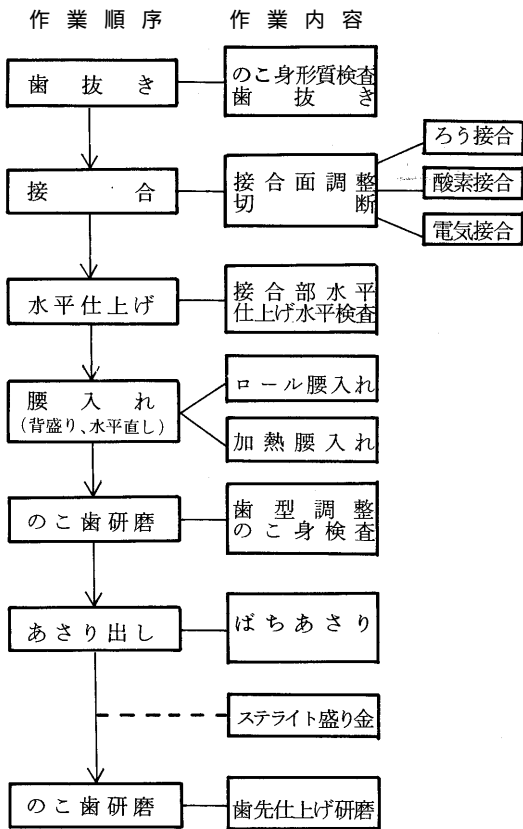 作業順序
作業内容
歯抜き
のこ身形質検査
歯抜き
接合
接合面調整
切断
ろう接合
酸素接合
電気接合
水平仕上げ
接合部水平
仕上げ水平検査
腰入れ
(背盛り、水平直し)
ロール腰入れ
加熱腰入れ
のこ歯研磨
歯型調整
のこ身検査
あさり出し
ばちあさり
ステライト盛り金
のこ歯研磨
歯先仕上げ研磨